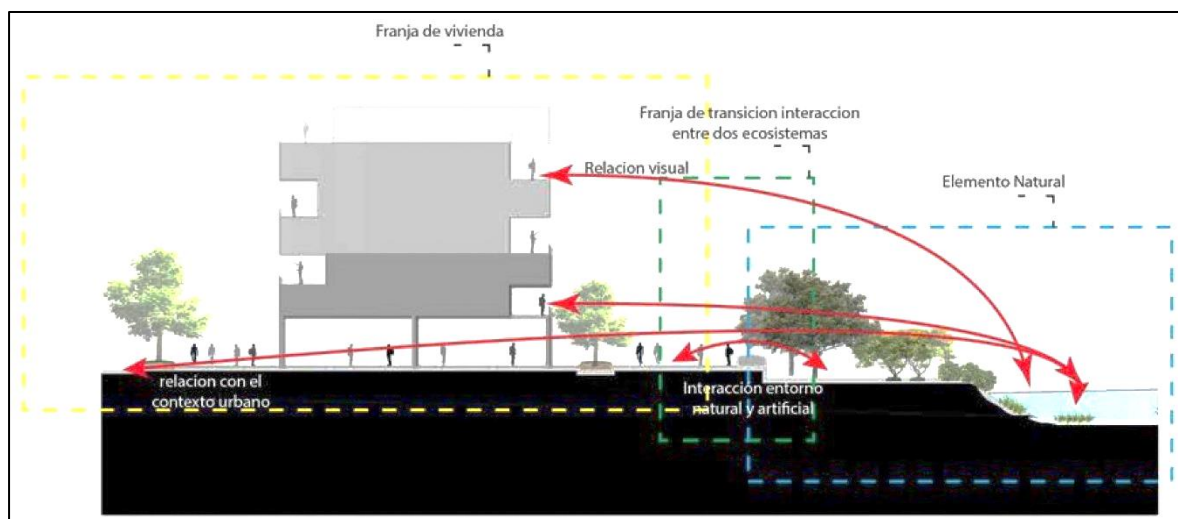 Franja de vivienda
Franja de transicion interaccion
entre dos ecosistemas
Relacion visual
Elemento Natural
relacion con el
contexto urbano
Interacción entorno
natural y artificial